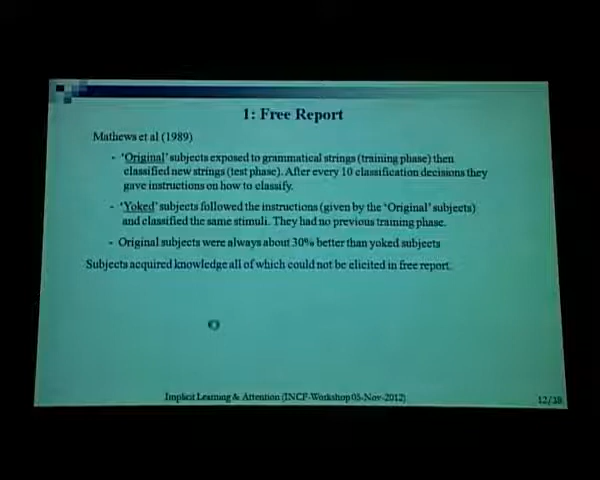 1: Free Report
Mathews et al (1989)
- 'Original' subjects exposed to grammatical strings (training phase) then
classified new strings (test phase). After every 10 classification decisions they
gave instructions on how to classify.
- 'Yoked' subjects followed the instructions (given by the 'Original' subjects)
and classified the same stimuli. They had no previous training phase.
- Original subjects were always about 30% better than yoked subjects
Subjects acquired knowledge all of which could not be elicited in free report.
Implicit Learning & Attention (INCF-Workshop 05-Nov-2012)
12/38